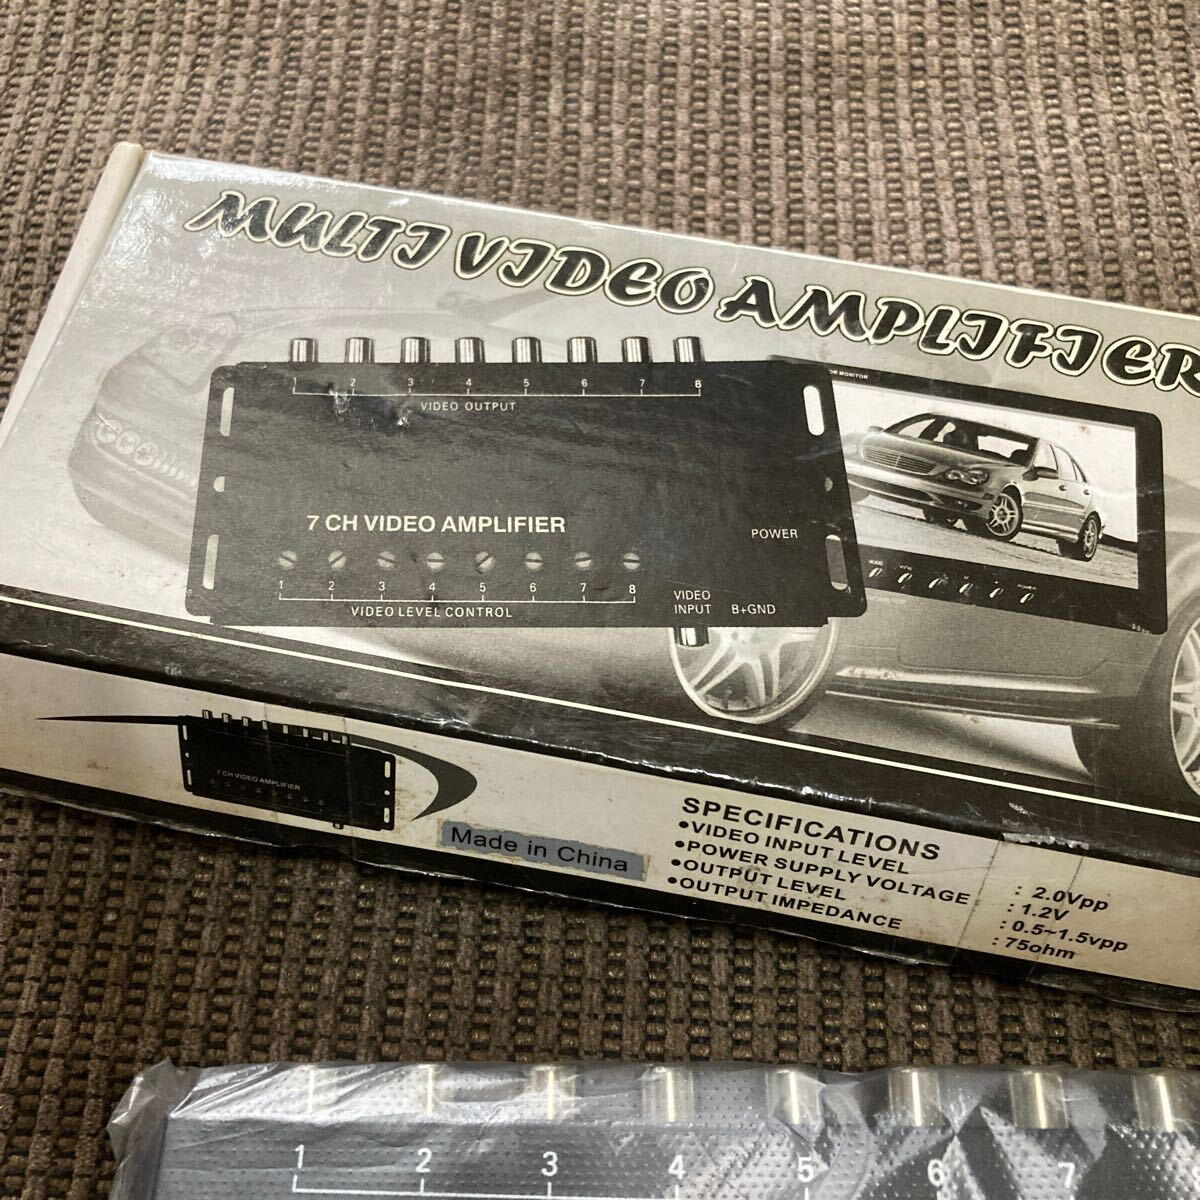 MULTI VIDEO AMPLIFIER
1 2 3 4 5 6 7 8
VIDEO OUTPUT
MONITOR
7 CH VIDEO AMPLIFIER
POWER
1 2 3 4 5 6 7 8
VIDEO LEVEL CONTROL
VIDEO
INPUT B+GND
POWER
7 CH VIDEO AMPLIFIER
Made in China
SPECIFICATIONS
•VIDEO INPUT LEVEL : 2.0Vpp
•POWER SUPPLY VOLTAGE : 1.2V
•OUTPUT LEVEL : 0.5~1.5vpp
•OUTPUT IMPEDANCE : 75ohm
1 2 3 4 5 6 7